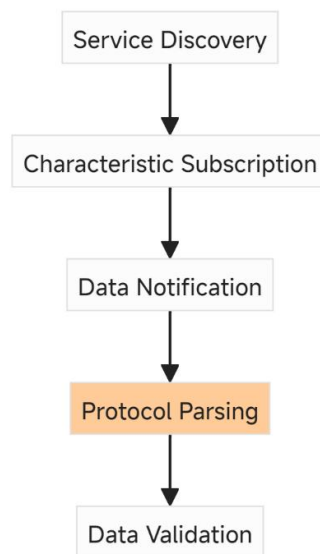 Service Discovery
Characteristic Subscription
Data Notification
Protocol Parsing
Data Validation